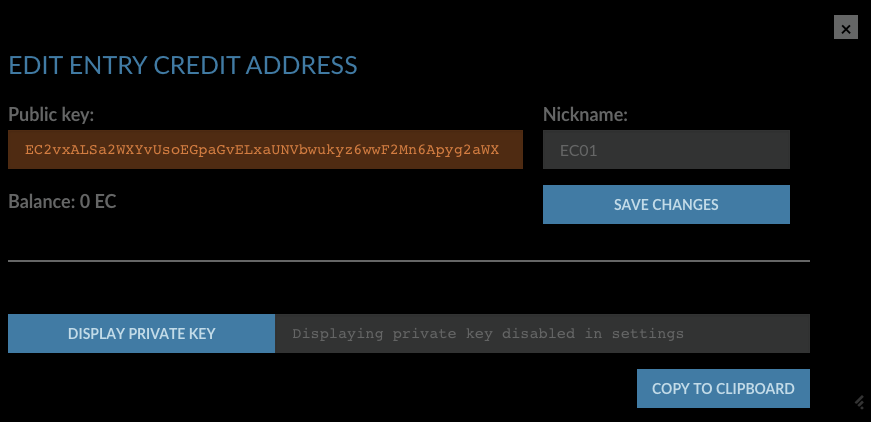 ×
EDIT ENTRY CREDIT ADDRESS
Public key:
Nickname:
EC2vxALSa2WXYvUsoEGpaGvELxaUNVbwukyz6wwF2Mn6Apyg2aWX
EC01
Balance: 0 EC
SAVE CHANGES
DISPLAY PRIVATE KEY
Displaying private key disabled in settings
COPY TO CLIPBOARD